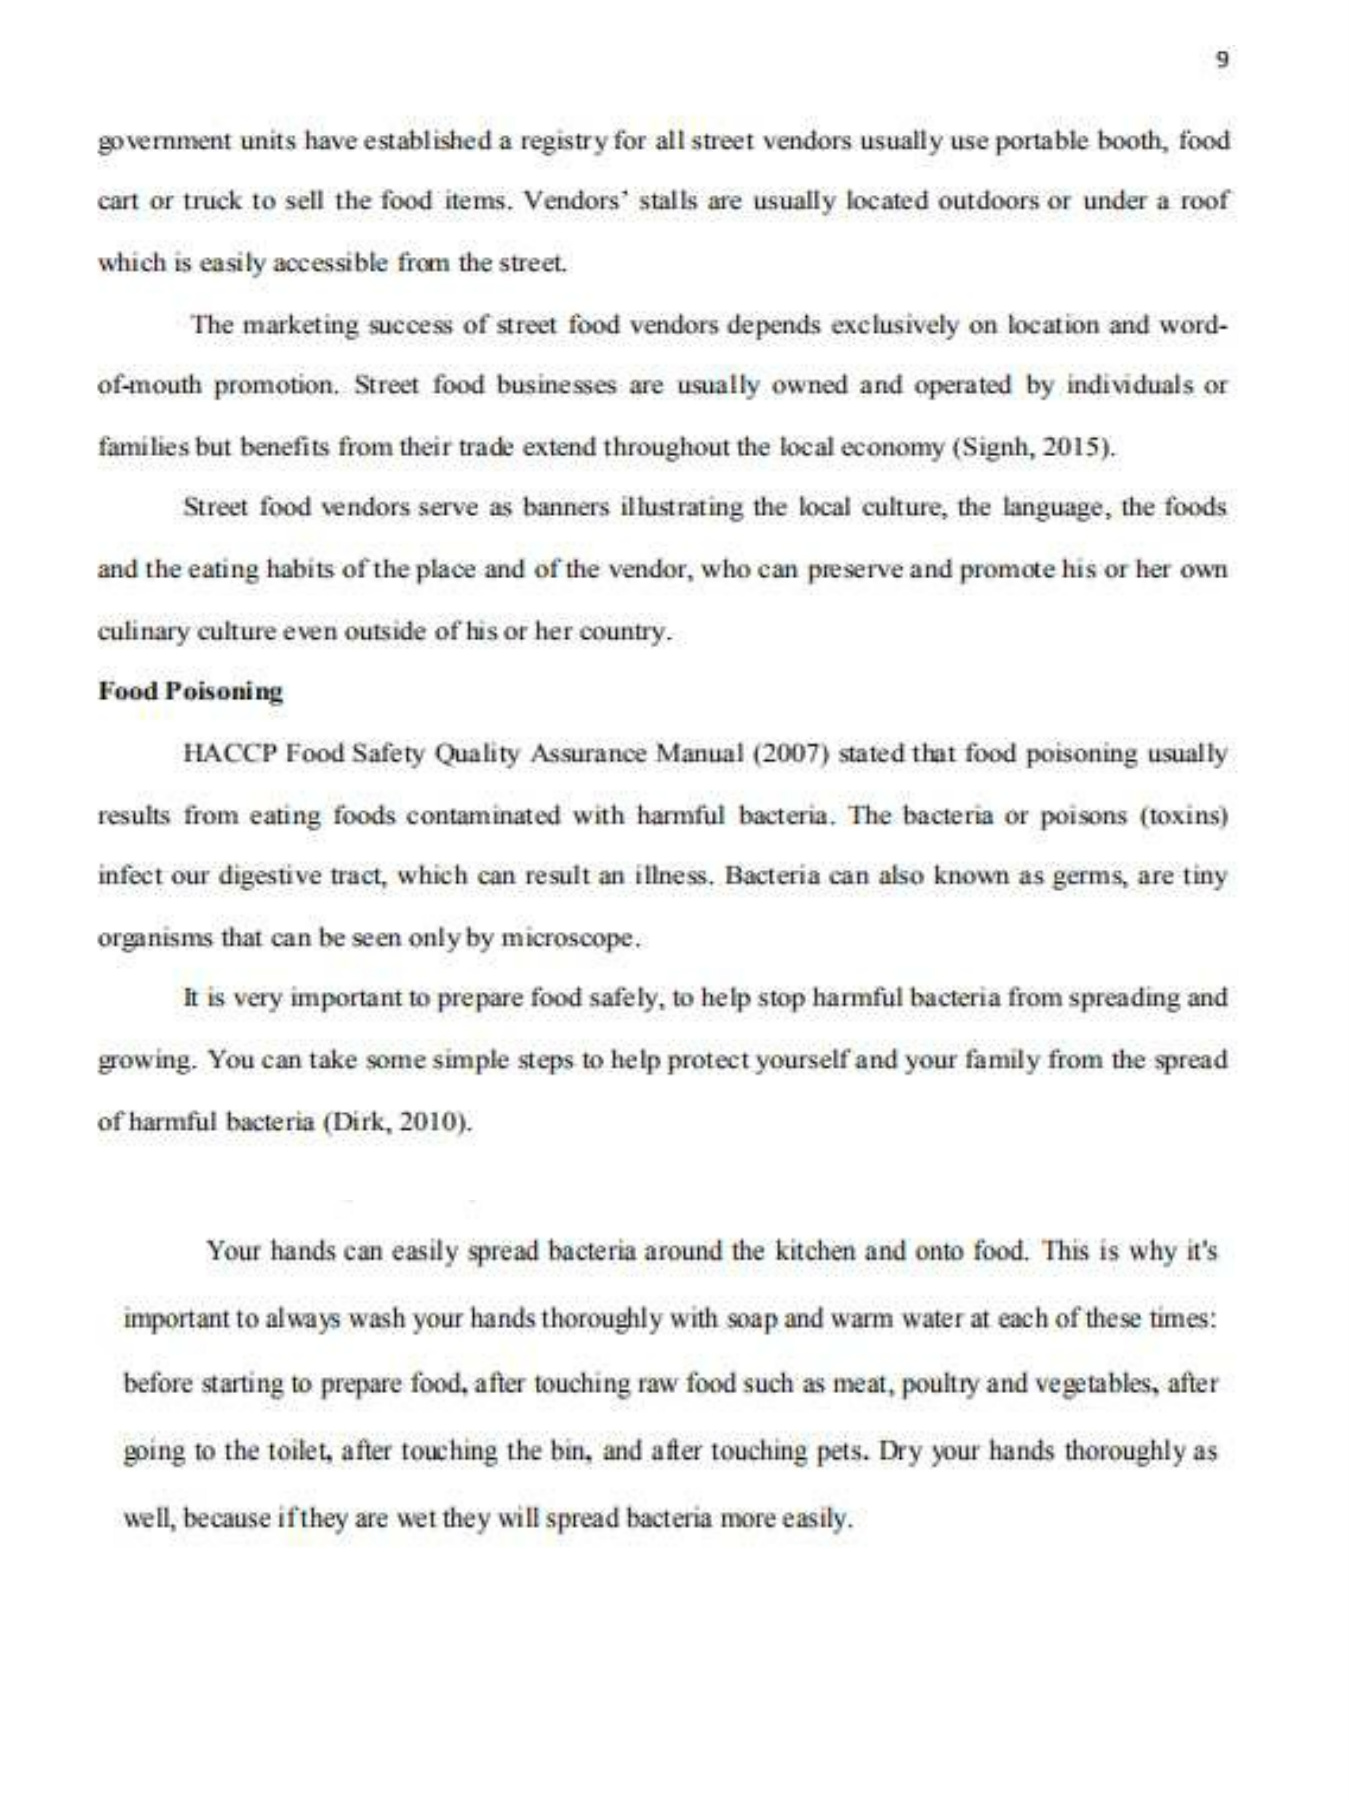 9
government units have established a registry for all street vendors usually use portable booth, food
cart or truck to sell the food items. Vendors' stalls are usually located outdoors or under a roof
which is easily accessible from the street.
The marketing success of street food vendors depends exclusively on location and word-
of-mouth promotion. Street food businesses are usually owned and operated by individuals or
families but benefits from their trade extend throughout the local economy (Signh, 2015).
Street food vendors serve as banners illustrating the local culture, the language, the foods
and the eating habits of the place and of the vendor, who can preserve and promote his or her own
culinary culture even outside of his or her country.
Food Poisoning
HACCP Food Safety Quality Assurance Manual (2007) stated that food poisoning usually
results from eating foods contaminated with harmful bacteria. The bacteria or poisons (toxins)
infect our digestive tract, which can result an illness. Bacteria can also known as germs, are tiny
organisms that can be seen only by microscope.
It is very important to prepare food safely, to help stop harmful bacteria from spreading and
growing. You can take some simple steps to help protect yourself and your family from the spread
of harmful bacteria (Dirk, 2010).
Your hands can easily spread bacteria around the kitchen and onto food. This is why it's
important to always wash your hands thoroughly with soap and warm water at each of these times:
before starting to prepare food, after touching raw food such as meat, poultry and vegetables, after
going to the toilet, after touching the bin, and after touching pets. Dry your hands thoroughly as
well, because if they are wet they will spread bacteria more easily.